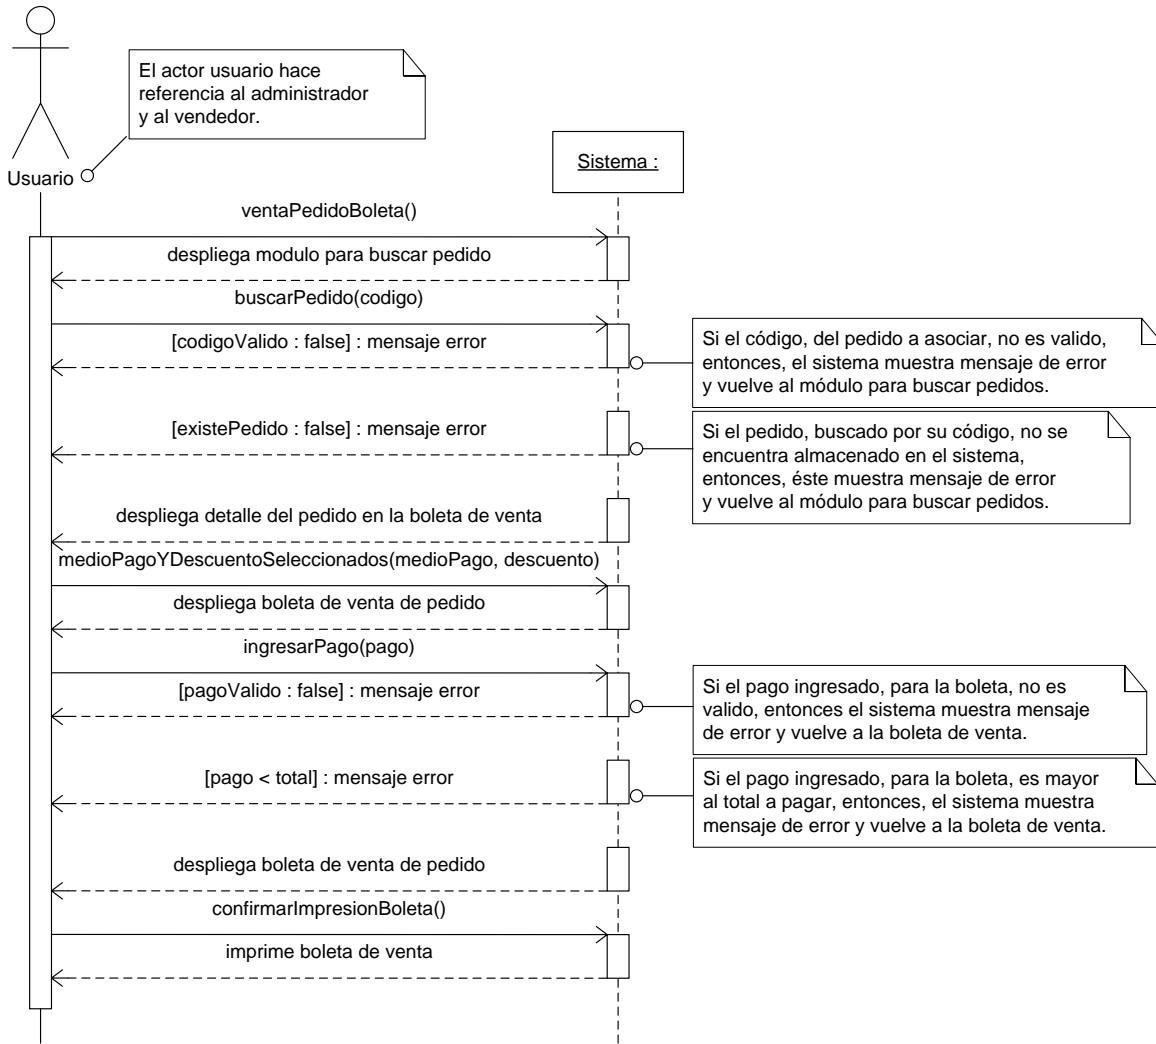 El actor usuario hace
referencia al administrador
y al vendedor.
Usuario
Sistema :
ventaPedidoBoleta()
despliega modulo para buscar pedido
buscarPedido(codigo)
[codigoValido : false] : mensaje error
Si el código, del pedido a asociar, no es valido,
entonces, el sistema muestra mensaje de error
y vuelve al módulo para buscar pedidos.
[existePedido : false] : mensaje error
Si el pedido, buscado por su código, no se
encuentra almacenado en el sistema,
entonces, éste muestra mensaje de error
y vuelve al módulo para buscar pedidos.
despliega detalle del pedido en la boleta de venta
medioPagoYDescuentoSeleccionados(medioPago, descuento)
despliega boleta de venta de pedido
ingresarPago(pago)
[pagoValido : false] : mensaje error
Si el pago ingresado, para la boleta, no es
valido, entonces el sistema muestra mensaje
de error y vuelve a la boleta de venta.
[pago < total] : mensaje error
Si el pago ingresado, para la boleta, es mayor
al total a pagar, entonces, el sistema muestra
mensaje de error y vuelve a la boleta de venta.
despliega boleta de venta de pedido
confirmarImpresionBoleta()
imprime boleta de venta